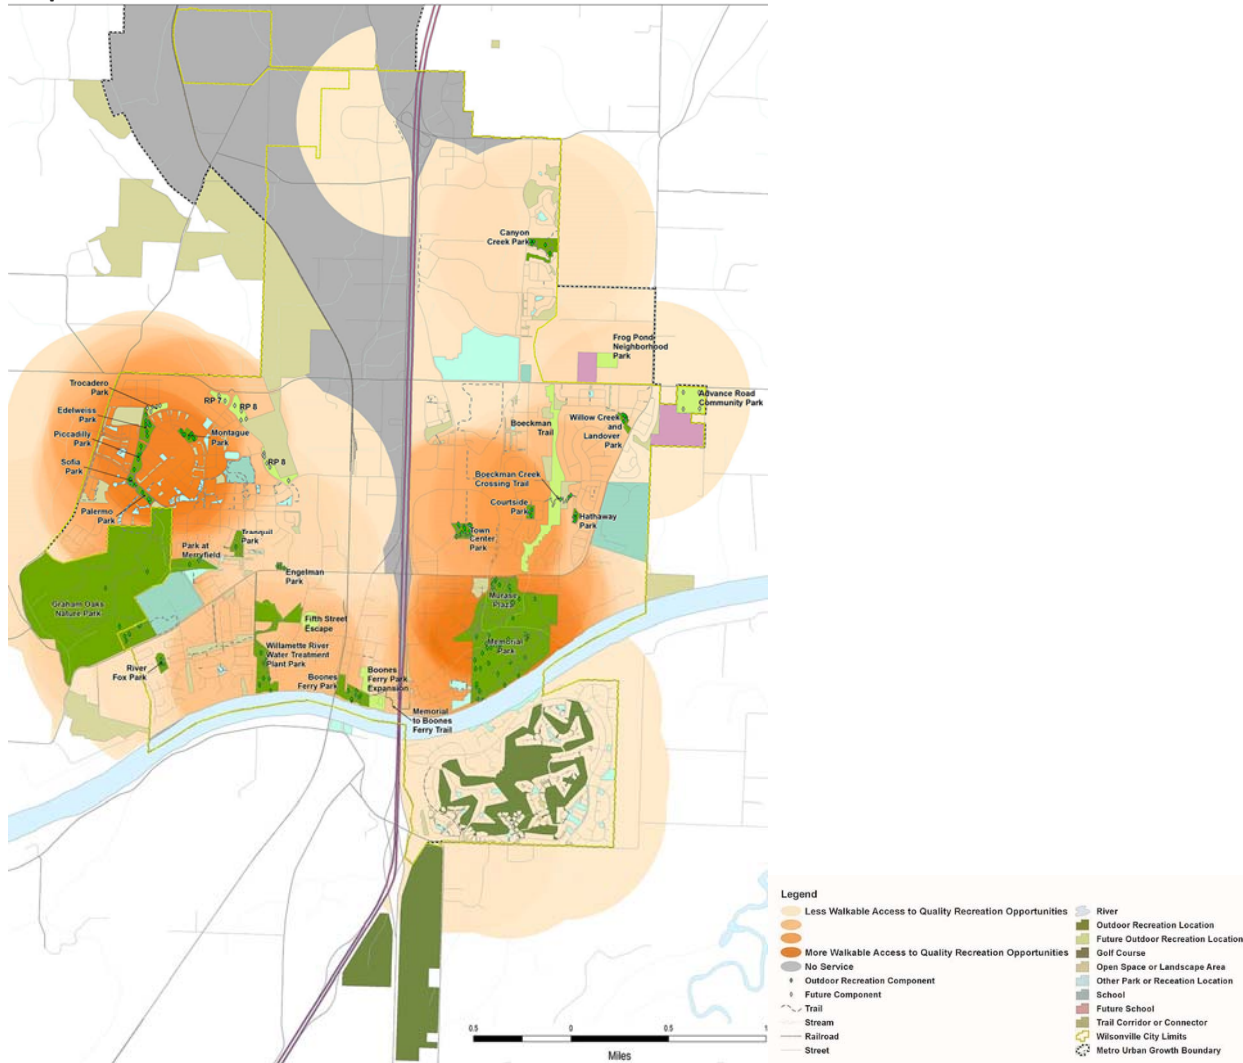 Canyon
Creek Park
Frog Pond
Neighborhood
Park
Advance Road
Community Park
Trocadero
Park
Edelweiss
Park
Piccadilly
Park
Sofia
Park
Palermo
Park
RP 7
RP 8
Montague
Park
RP 8
Willow Creek
and
Landover
Park
Boeckman
Trail
Boeckman Creek
Crossing Trail
Courtside
Park
Hathaway
Park
Town
Center
Park
Tranquil
Park
Park at
Merryfield
Engelman
Park
Graham Oaks
Nature Park
Murase
Plaza
Fifth Street
Escape
Memorial
Park
Willamette River
Water Treatment
Plant Park
River
Fox Park
Boones
Ferry Park
Boones
Ferry Park
Expansion
Memorial
to Boones
Ferry Trail
Legend
Less Walkable Access to Quality Recreation Opportunities
More Walkable Access to Quality Recreation Opportunities
No Service
Outdoor Recreation Component
Future Component
Trail
Stream
Railroad
Street
River
Outdoor Recreation Location
Future Outdoor Recreation Location
Golf Course
Open Space or Landscape Area
Other Park or Receation Location
School
Future School
Trail Corridor or Connector
Wilsonville City Limits
Metro Urban Growth Boundary
0.5 0 0.5 1
Miles